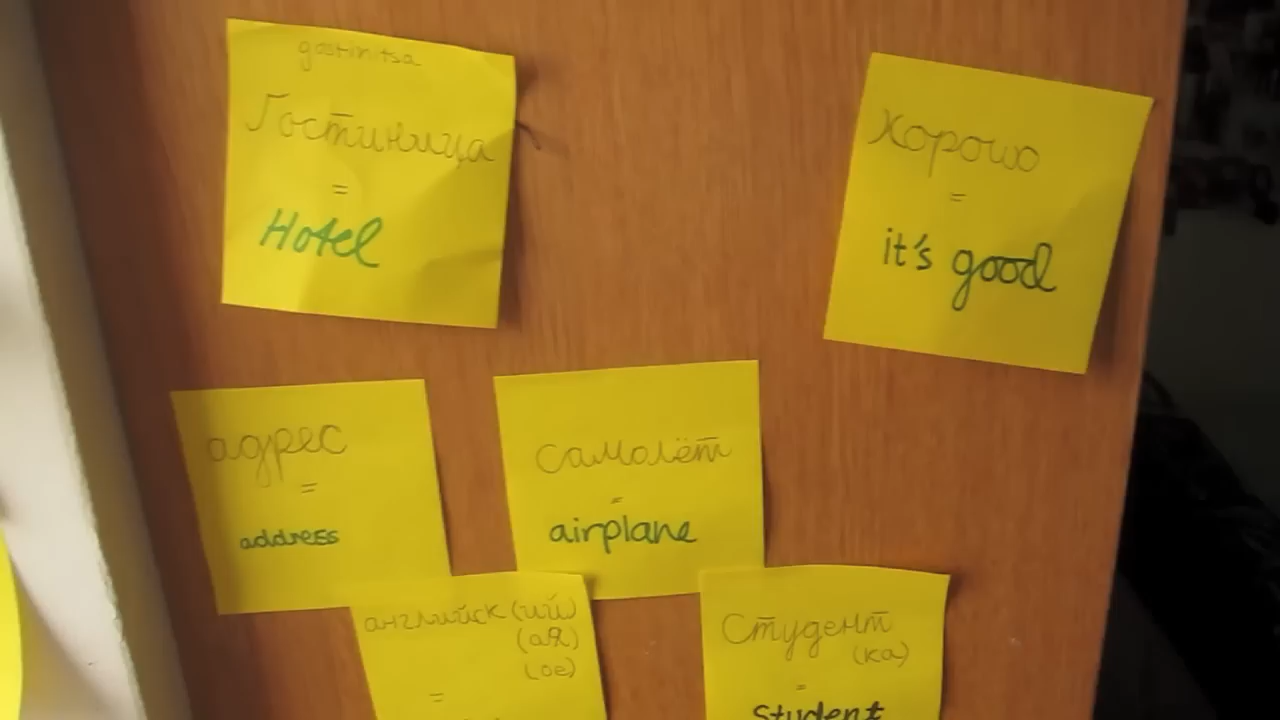 gostinitsa
Гостиница
=
Hotel
Хорошо
=
it's good
адрес
=
address
самолёт
=
airplane
английск (ий)
(ая)
(ое)
=
Студент
(ка)
=
Student